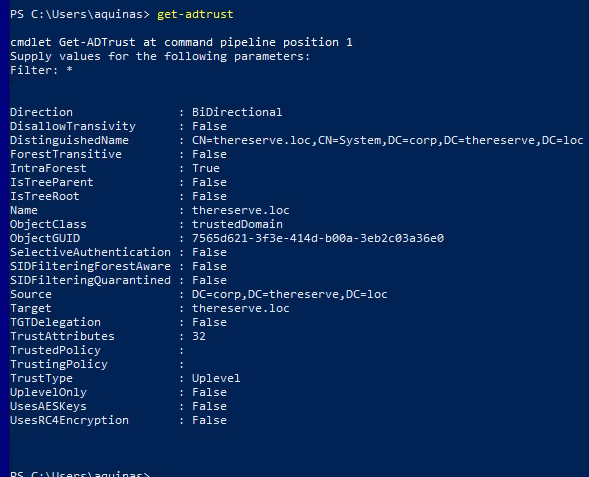 PS C:\Users\aquinas> get-adtrust
cmdlet Get-ADTrust at command pipeline position 1
Supply values for the following parameters:
Filter: *
Direction : BiDirectional
DisallowTransivity : False
DistinguishedName : CN=thereserve.loc,CN=System,DC=corp,DC=thereserve,DC=loc
ForestTransitive : False
IntraForest : True
IsTreeParent : False
IsTreeRoot : False
Name : thereserve.loc
ObjectClass : trustedDomain
ObjectGUID : 7565d621-3f3e-414d-b00a-3eb2c03a36e0
SelectiveAuthentication : False
SIDFilteringForestAware : False
SIDFilteringQuarantined : False
Source : DC=corp,DC=thereserve,DC=loc
Target : thereserve.loc
TGTDelegation : False
TrustAttributes : 32
TrustedPolicy :
TrustingPolicy :
TrustType : Uplevel
UplevelOnly : False
UsesAESKeys : False
UsesRC4Encryption : False
PS C:\Users\aquinas>